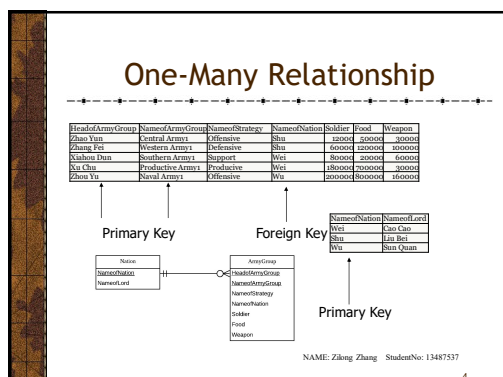 One-Many Relationship
HeadofArmyGroup NameofArmyGroup NameofStrategy NameofNation Soldier Food Weapon
Zhao Yun Central Army1 Offensive Shu 12000 50000 30000
Zhang Fei Western Army1 Defensive Shu 60000 120000 100000
Xiahou Dun Southern Army1 Support Wei 80000 20000 60000
Xu Chu Productive Army1 Producive Wei 180000 700000 30000
Zhou Yu Naval Army1 Offensive Wu 200000 800000 160000
Primary Key
Foreign Key
NameofNation NameofLord
Wei Cao Cao
Shu Liu Bei
Wu Sun Quan
Nation
NameofNation
NameofLord
ArmyGroup
HeadofArmyGroup
NameofArmyGroup
NameofStrategy
NameofNation
Soldier
Food
Weapon
Primary Key
NAME: Zilong Zhang StudentNo: 13487537
4